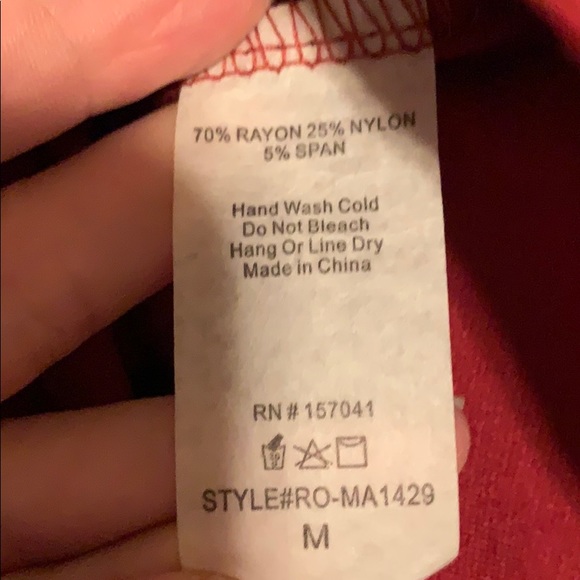 70% RAYON 25% NYLON
5% SPAN
Hand Wash Cold
Do Not Bleach
Hang Or Line Dry
Made in China
RN # 157041
STYLE#RO-MA1429
M